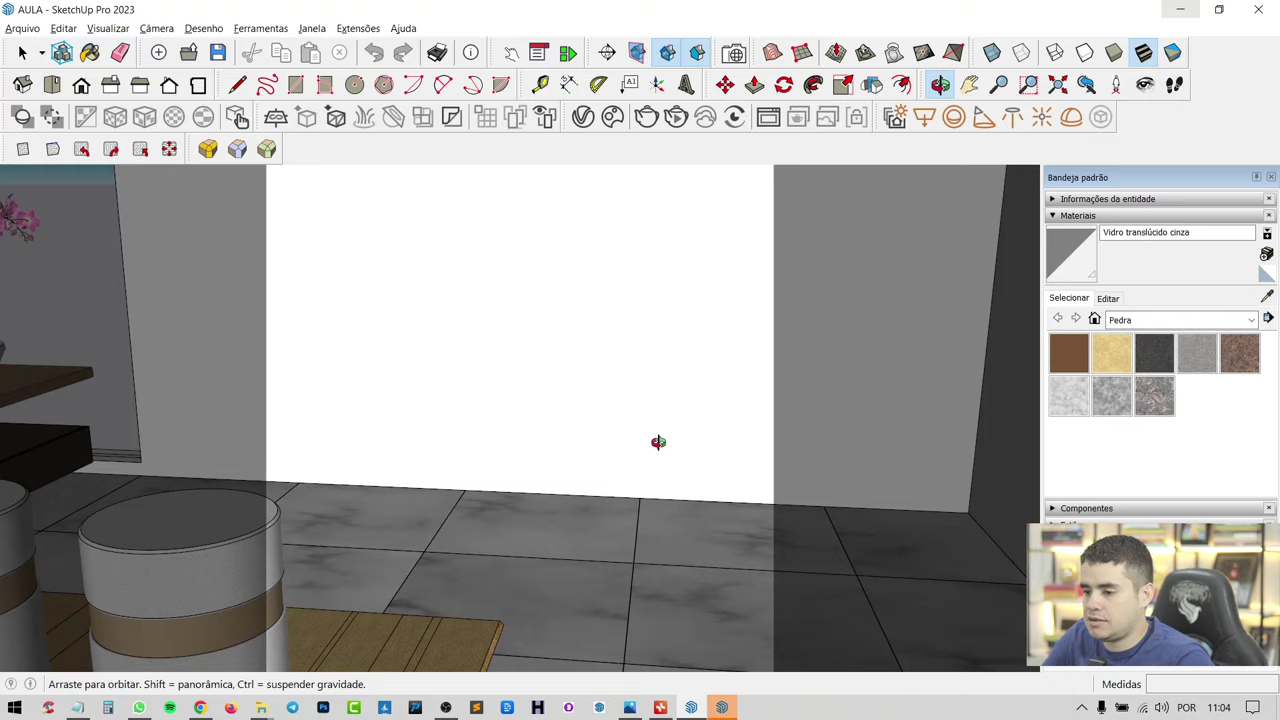 AULA - SketchUp Pro 2023
Arquivo Editar Visualizar Câmera Desenho Ferramentas Janela Extensões Ajuda
A1
Bandeja padrão
Informações da entidade
Materiais
Vidro translúcido cinza
Selecionar Editar
Pedra
Componentes
Arraste para orbitar. Shift = panorâmica, Ctrl = suspender gravidade.
Medidas
POR 11:04